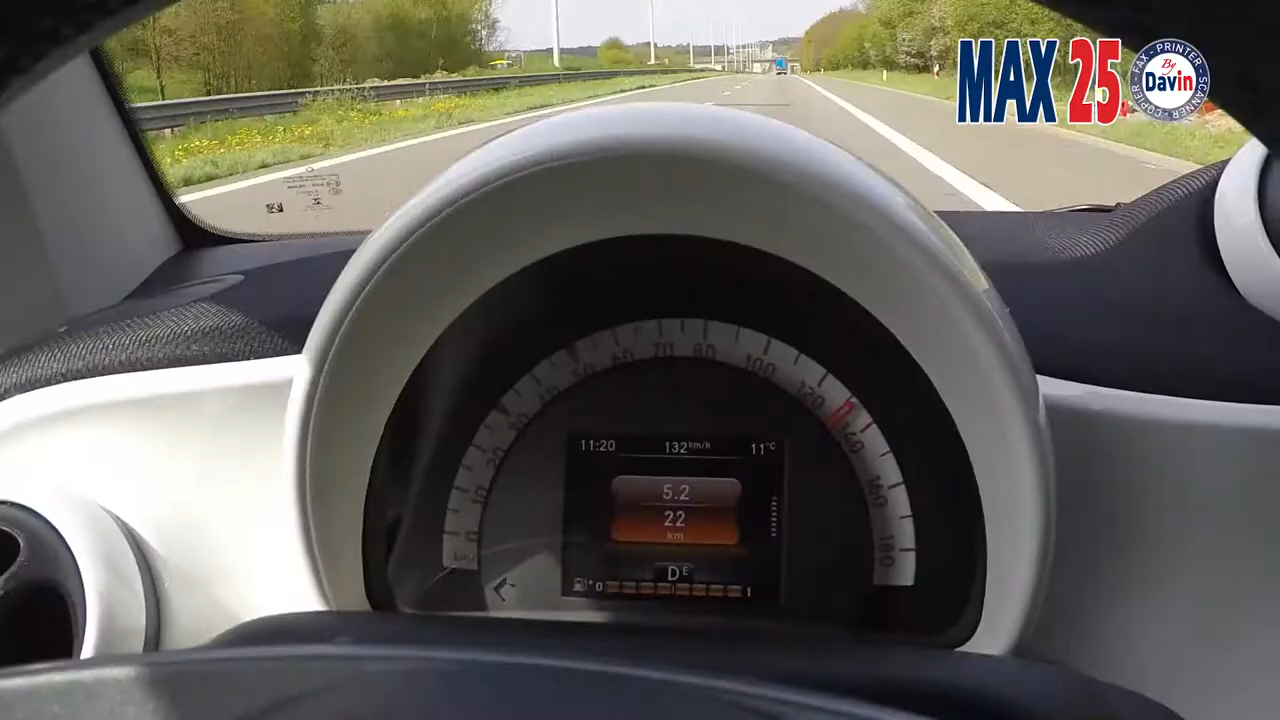 MAX 25
FAX - PRINTER - SCANNER - COPIER -
By
Davin
0
10
20
30
40
50
60
70
80
100
120
140
160
180
11:20 132 km/h 11°C
5.2
22
km
D E
0 1